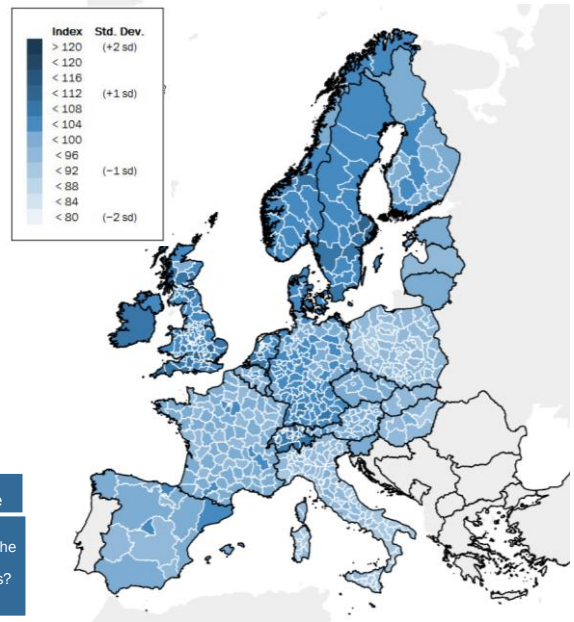 Index Std. Dev.
> 120 (+2 sd)
< 120
< 116
< 112 (+1 sd)
< 108
< 104
< 100
< 96
< 92 (−1 sd)
< 88
< 84
< 80 (−2 sd)
he
s?